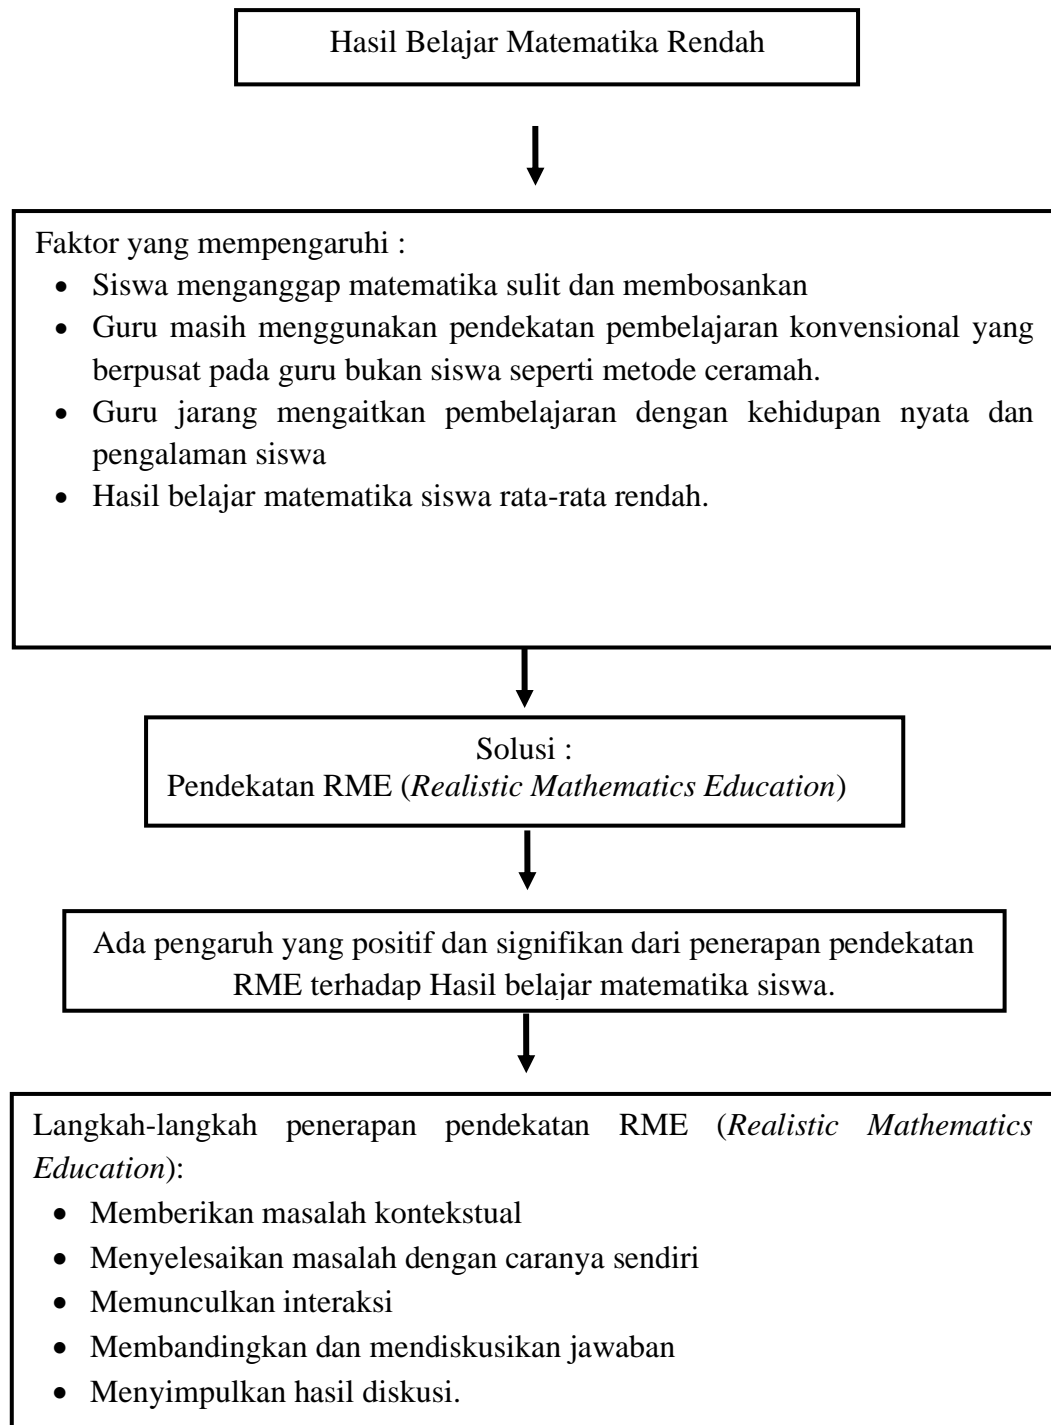 Hasil Belajar Matematika Rendah
Faktor yang mempengaruhi :
• Siswa menganggap matematika sulit dan membosankan
• Guru masih menggunakan pendekatan pembelajaran konvensional yang
berpusat pada guru bukan siswa seperti metode ceramah.
• Guru jarang mengaitkan pembelajaran dengan kehidupan nyata dan
pengalaman siswa
• Hasil belajar matematika siswa rata-rata rendah.
Solusi :
Pendekatan RME (Realistic Mathematics Education)
Ada pengaruh yang positif dan signifikan dari penerapan pendekatan
RME terhadap Hasil belajar matematika siswa.
Langkah-langkah penerapan pendekatan RME (Realistic Mathematics
Education):
• Memberikan masalah kontekstual
• Menyelesaikan masalah dengan caranya sendiri
• Memunculkan interaksi
• Membandingkan dan mendiskusikan jawaban
• Menyimpulkan hasil diskusi.